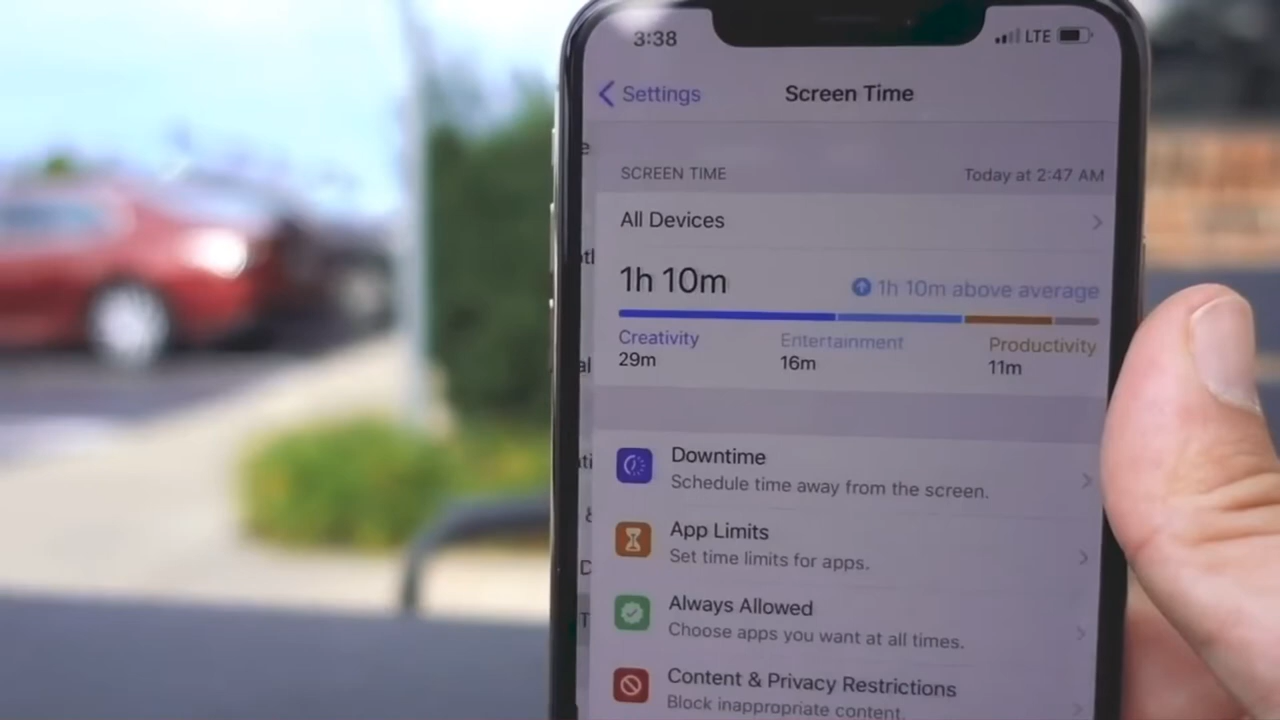 3:38 LTE
Settings Screen Time
SCREEN TIME Today at 2:47 AM
All Devices
1h 10m 1h 10m above average
Creativity Entertainment Productivity
29m 16m 11m
Downtime
Schedule time away from the screen.
App Limits
Set time limits for apps.
Always Allowed
Choose apps you want at all times.
Content & Privacy Restrictions
Block inappropriate content.